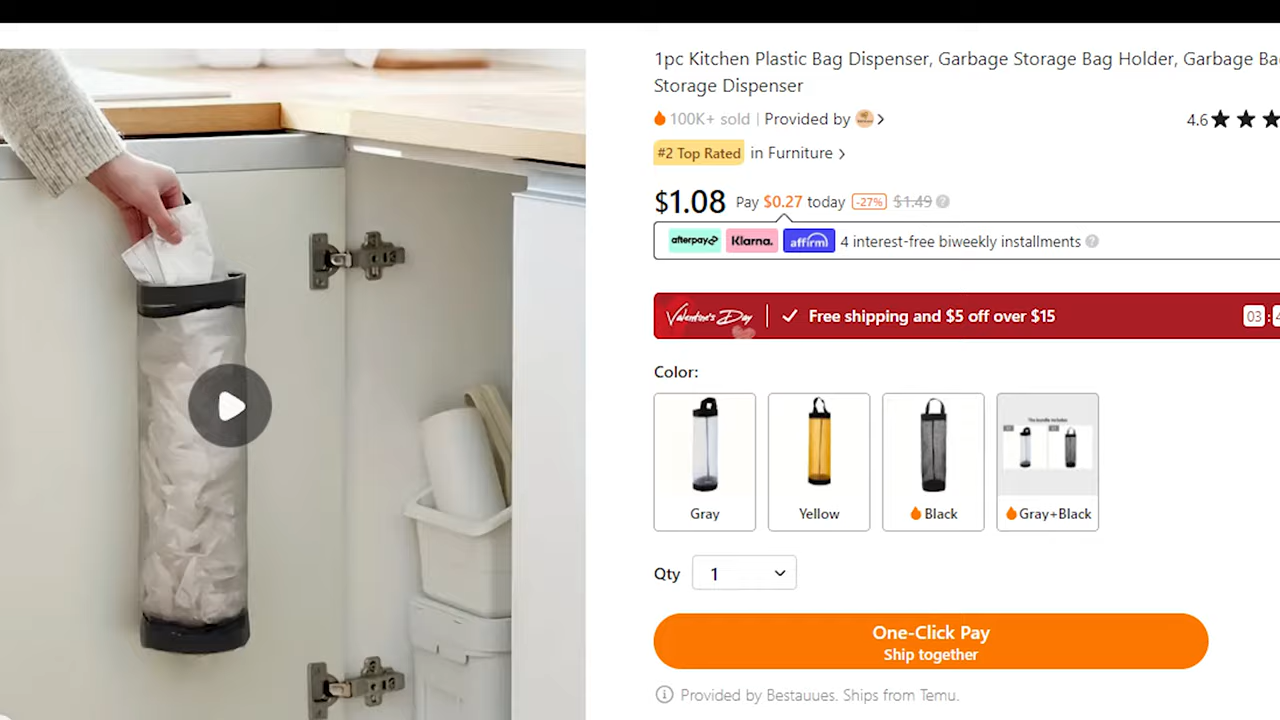 1pc Kitchen Plastic Bag Dispenser, Garbage Storage Bag Holder, Garbage Ba
Storage Dispenser
100K+ sold | Provided by
4.6
#2 Top Rated in Furniture
$1.08 Pay $0.27 today -27% $1.49
afterpay Klarna. affirm 4 interest-free biweekly installments
Valentine's Day Free shipping and $5 off over $15 03 :
Color:
Gray
Yellow
Black
Gray+Black
Qty 1
One-Click Pay
Ship together
Provided by Bestauues. Ships from Temu.